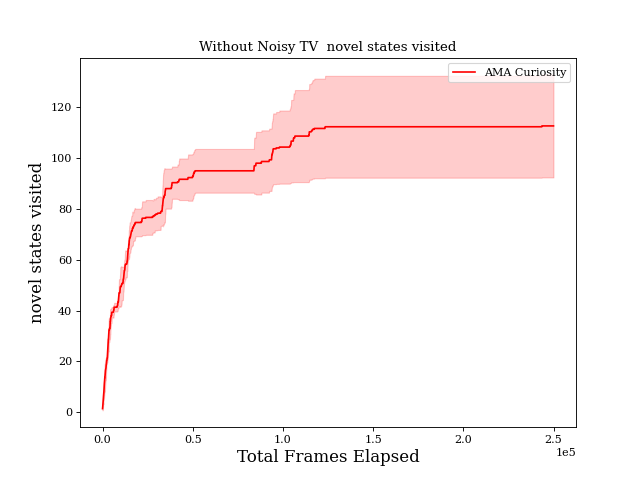 Without Noisy TV  novel states visited
AMA Curiosity
novel states visited
120
100
80
60
40
20
0
0.0
0.5
1.0
1.5
2.0
2.5
1e5
Total Frames Elapsed